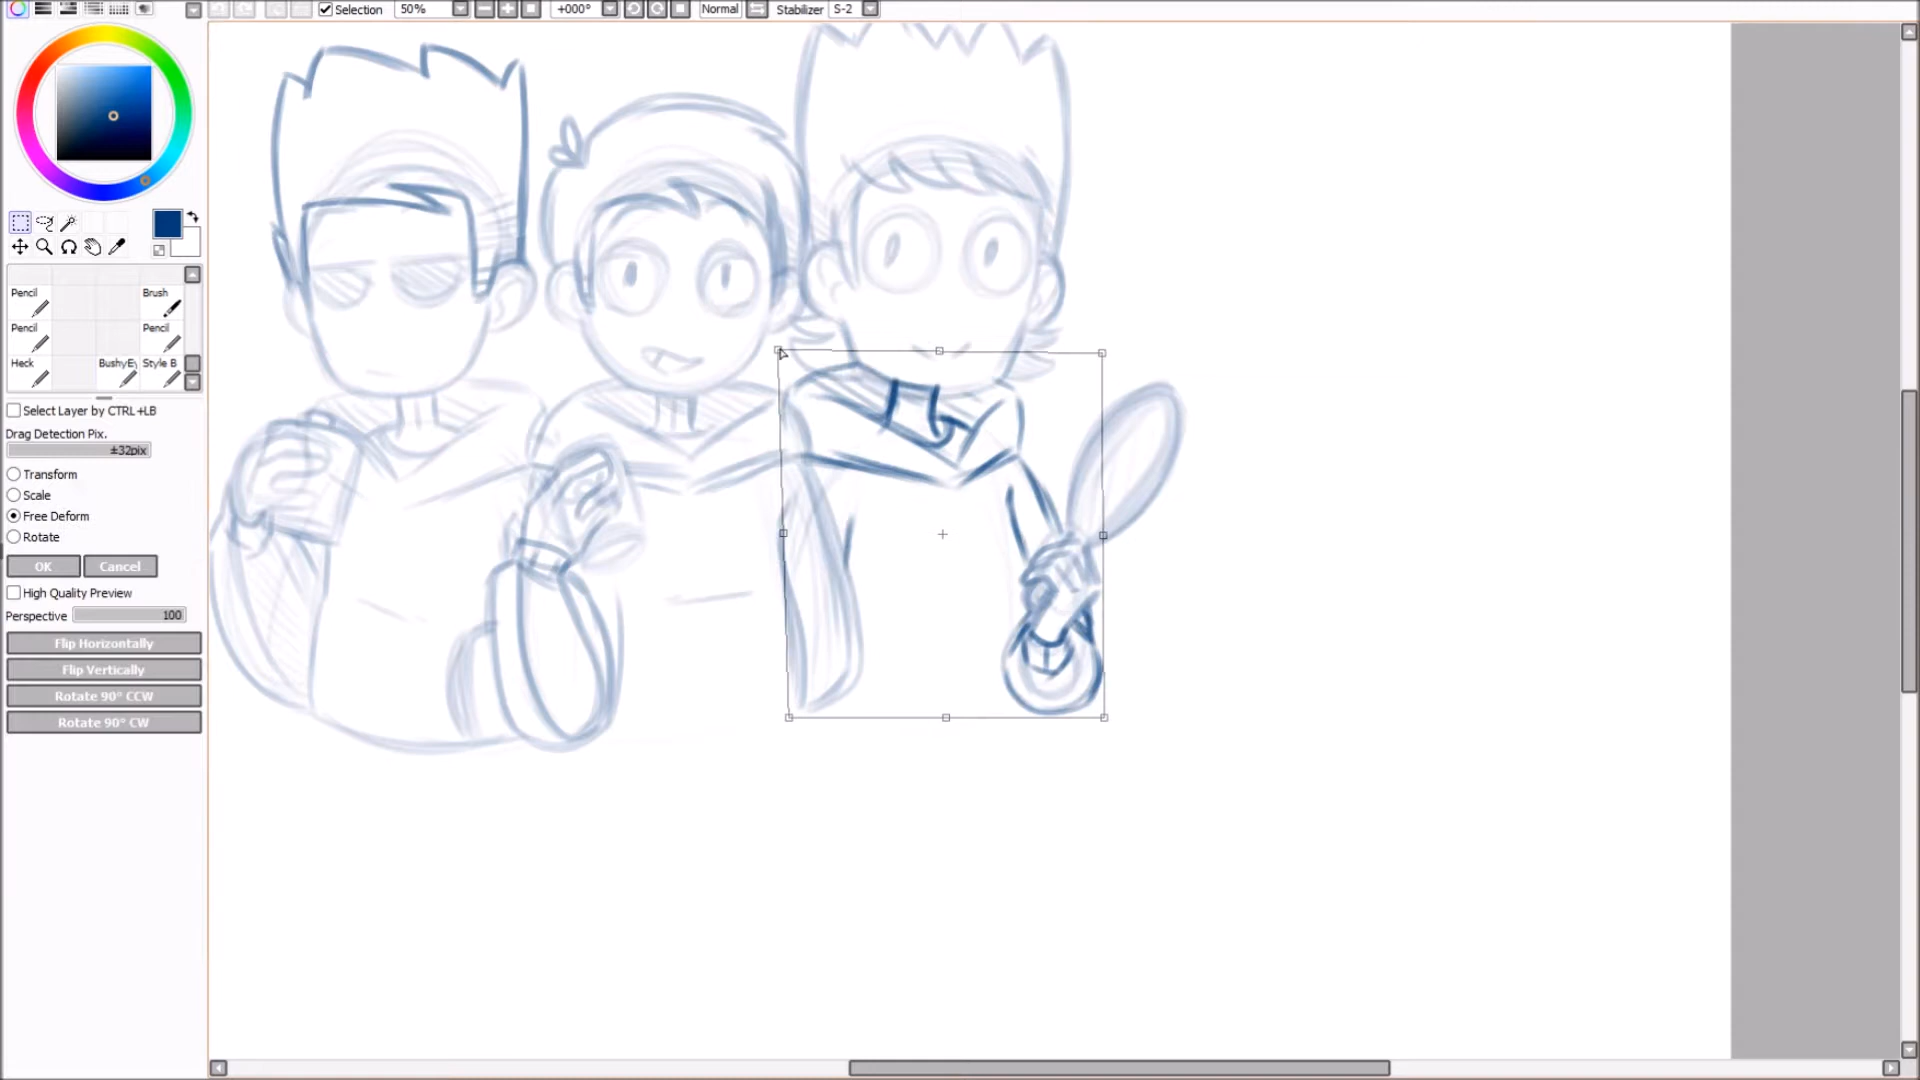 Selection 50% +000° Normal Stabilizer S-2
Pencil Brush
Pencil Pencil
Heck BushyE Style B
Select Layer by CTRL+LB
Drag Detection Pix.
±32pix
Transform
Scale
Free Deform
Rotate
OK Cancel
High Quality Preview
Perspective 100
Flip Horizontally
Flip Vertically
Rotate 90° CCW
Rotate 90° CW